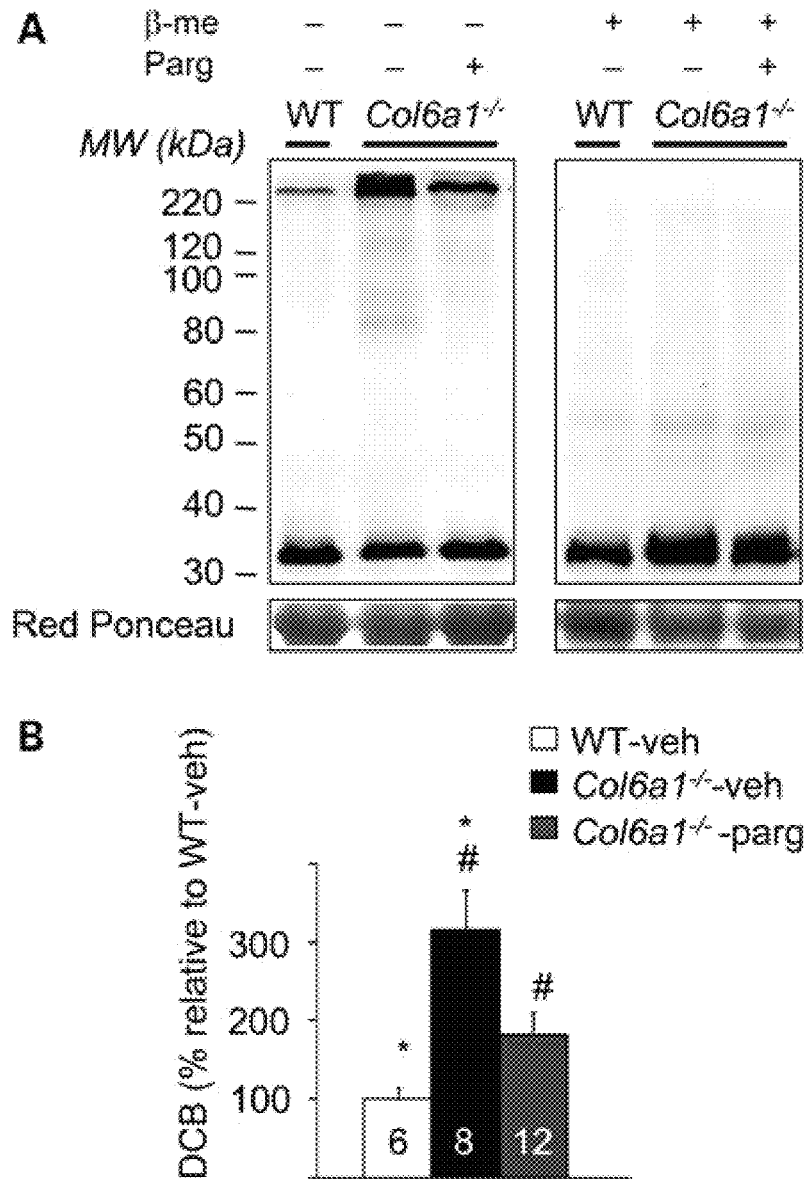 A
β-me – – – + + +
Parg – – + – – +
WT Col6a1-/- WT Col6a1-/-
MW (kDa)
220 –
120 –
100 –
80 –
60 –
50 –
40 –
30 –
Red Ponceau
B
DCB (% relative to WT-veh)
300
200
100
* * # #
6 8 12
WT-veh
Col6a1-/--veh
Col6a1-/- -parg